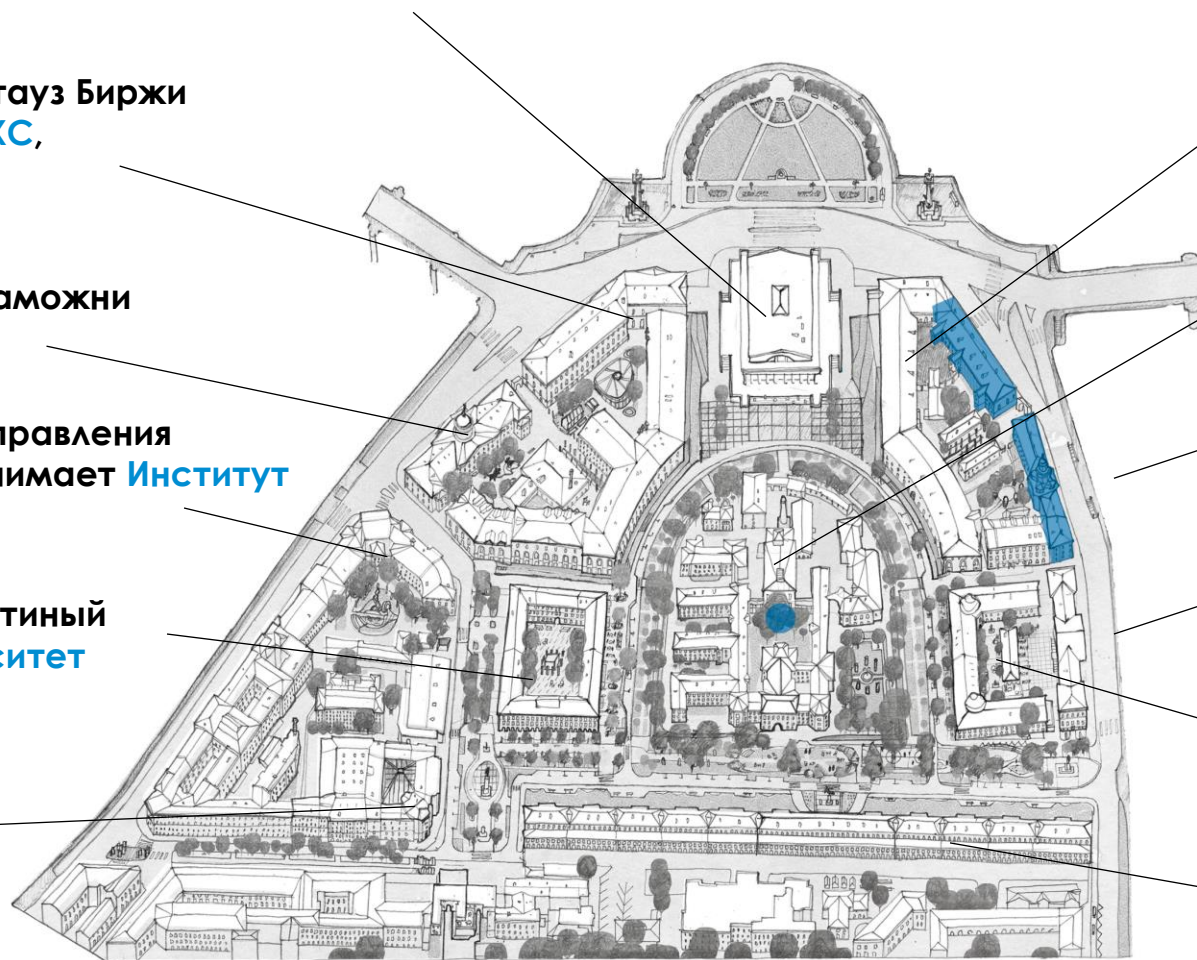 тауз Биржи
КС,
аможни
правления
нимает Институт
тиный
ситет